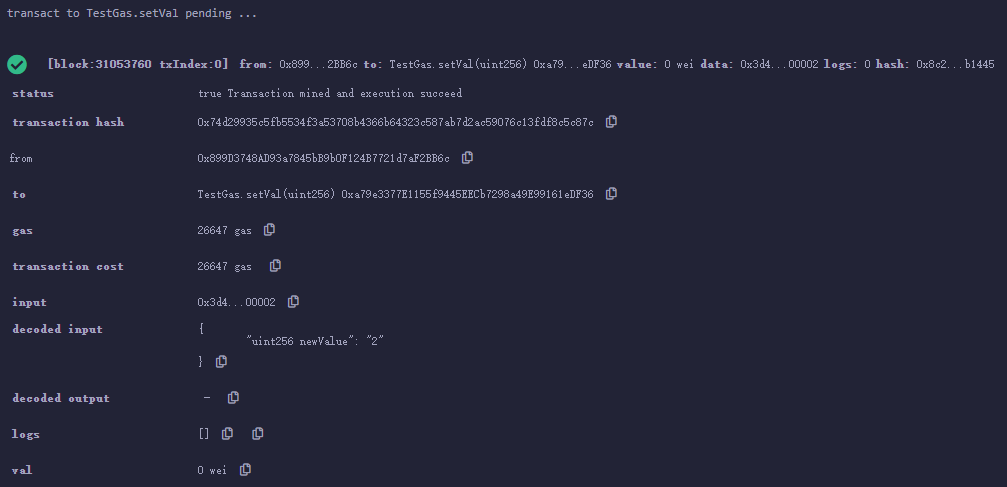 transact to TestGas.setVal pending ...
[block:31053760 txIndex:0] from: 0x899...2BB6c to: TestGas.setVal(uint256) 0xa79...eDF36 value: 0 wei data: 0x3d4...00002 logs: 0 hash: 0x8c2...b1445
status true Transaction mined and execution succeed
transaction hash 0x74d29935c5fb5534f3a53708b4366b64323c587ab7d2ac59076c13fdf8c5c87c
from 0x899D3748AD93a7845bB9b0F124B7721d7aF2BB6c
to TestGas.setVal(uint256) 0xa79e3377E1155f9445EECb7298a49E99161eDF36
gas 26647 gas
transaction cost 26647 gas
input 0x3d4...00002
decoded input {
"uint256 newValue": "2"
}
decoded output -
logs []
val 0 wei